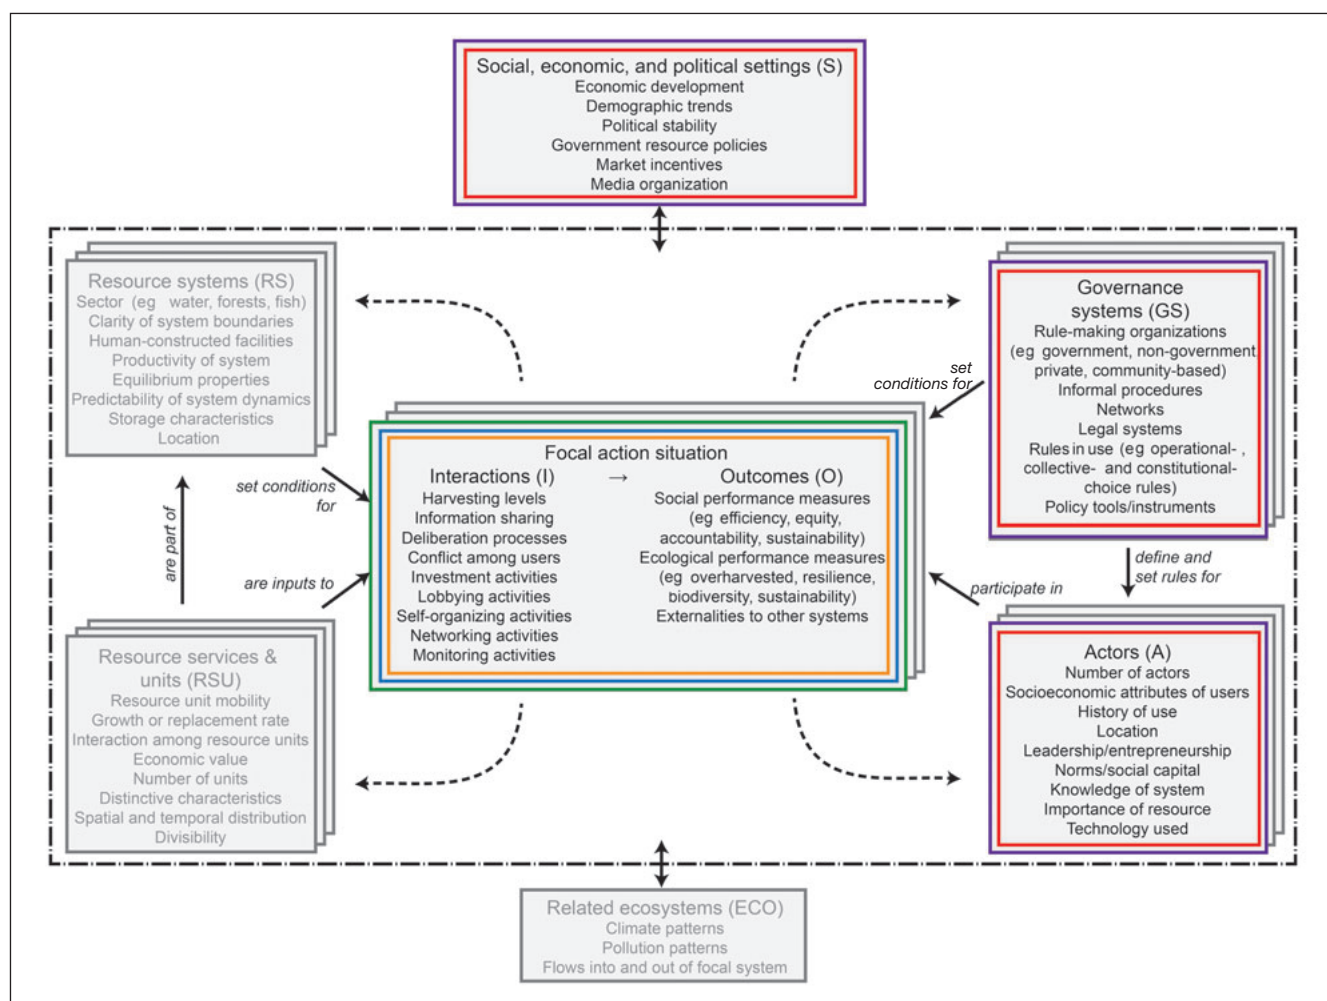 Social, economic, and political settings (S)
Economic development
Demographic trends
Political stability
Government resource policies
Market incentives
Media organization
Resource systems (RS)
Sector (eg water, forests, fish)
Clarity of system boundaries
Human-constructed facilities
Productivity of system
Equilibrium properties
Predictability of system dynamics
Storage characteristics
Location
Governance
systems (GS)
Rule-making organizations
(eg government, non-government
private, community-based)
Informal procedures
Networks
Legal systems
Rules in use (eg operational- ,
collective- and constitutional-
choice rules)
Policy tools/instruments
set
conditions for
set conditions
for
are part of
are inputs to
Focal action situation
Interactions (I) → Outcomes (O)
Harvesting levels
Information sharing
Deliberation processes
Conflict among users
Investment activities
Lobbying activities
Self-organizing activities
Networking activities
Monitoring activities
Social performance measures
(eg efficiency, equity,
accountability, sustainability)
Ecological performance measures
(eg overharvested, resilience,
biodiversity, sustainability)
Externalities to other systems
define and
set rules for
participate in
Resource services &
units (RSU)
Resource unit mobility
Growth or replacement rate
Interaction among resource units
Economic value
Number of units
Distinctive characteristics
Spatial and temporal distribution
Divisibility
Actors (A)
Number of actors
Socioeconomic attributes of users
History of use
Location
Leadership/entrepreneurship
Norms/social capital
Knowledge of system
Importance of resource
Technology used
Related ecosystems (ECO)
Climate patterns
Pollution patterns
Flows into and out of focal system